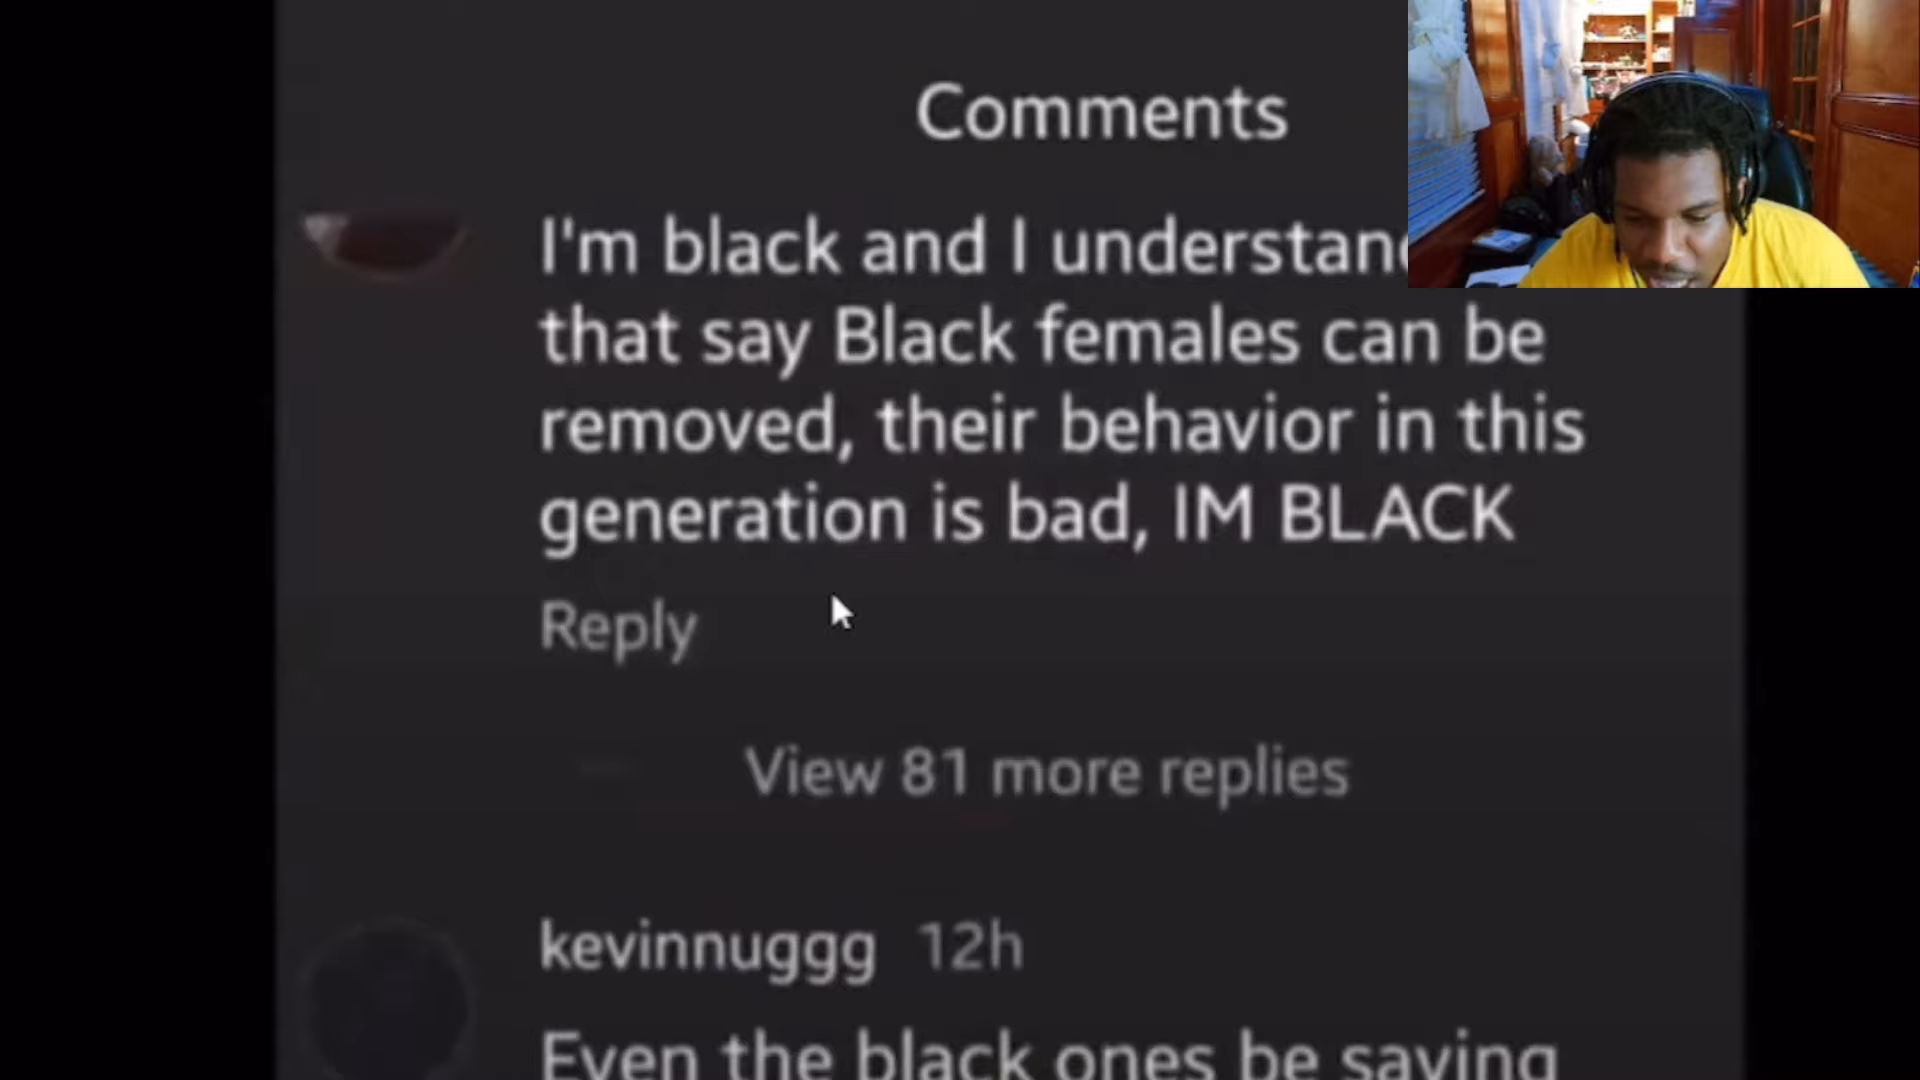 Comments
I'm black and I understan
that say Black females can be
removed, their behavior in this
generation is bad, IM BLACK
Reply
View 81 more replies
kevinnuggg 12h
Even the black ones be saying